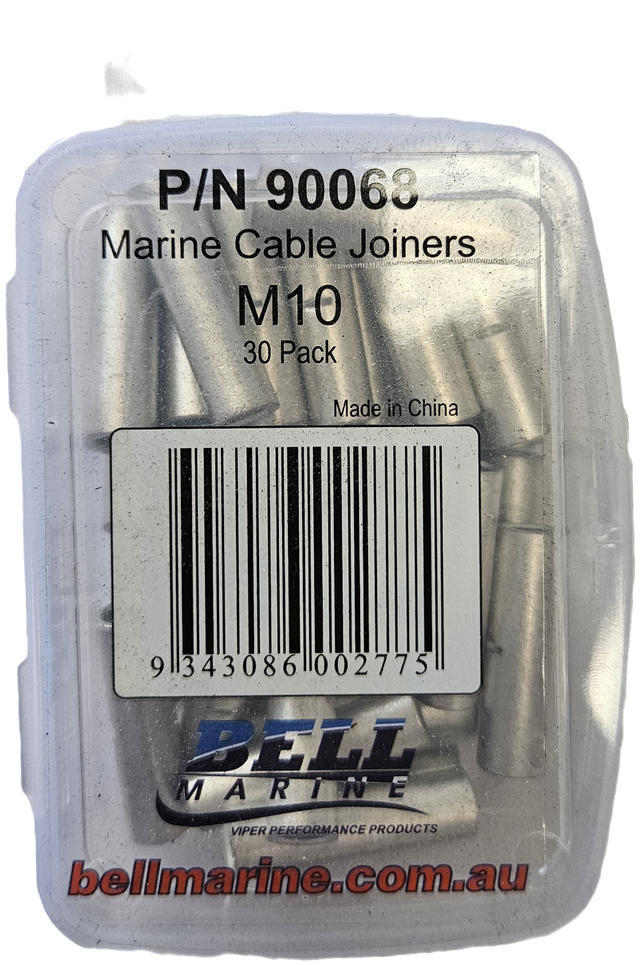 P/N 90068
Marine Cable Joiners
M10
30 Pack
Made in China
9 343086 002775
BELL
MARINE
VIPER PERFORMANCE PRODUCTS
bellmarine.com.au